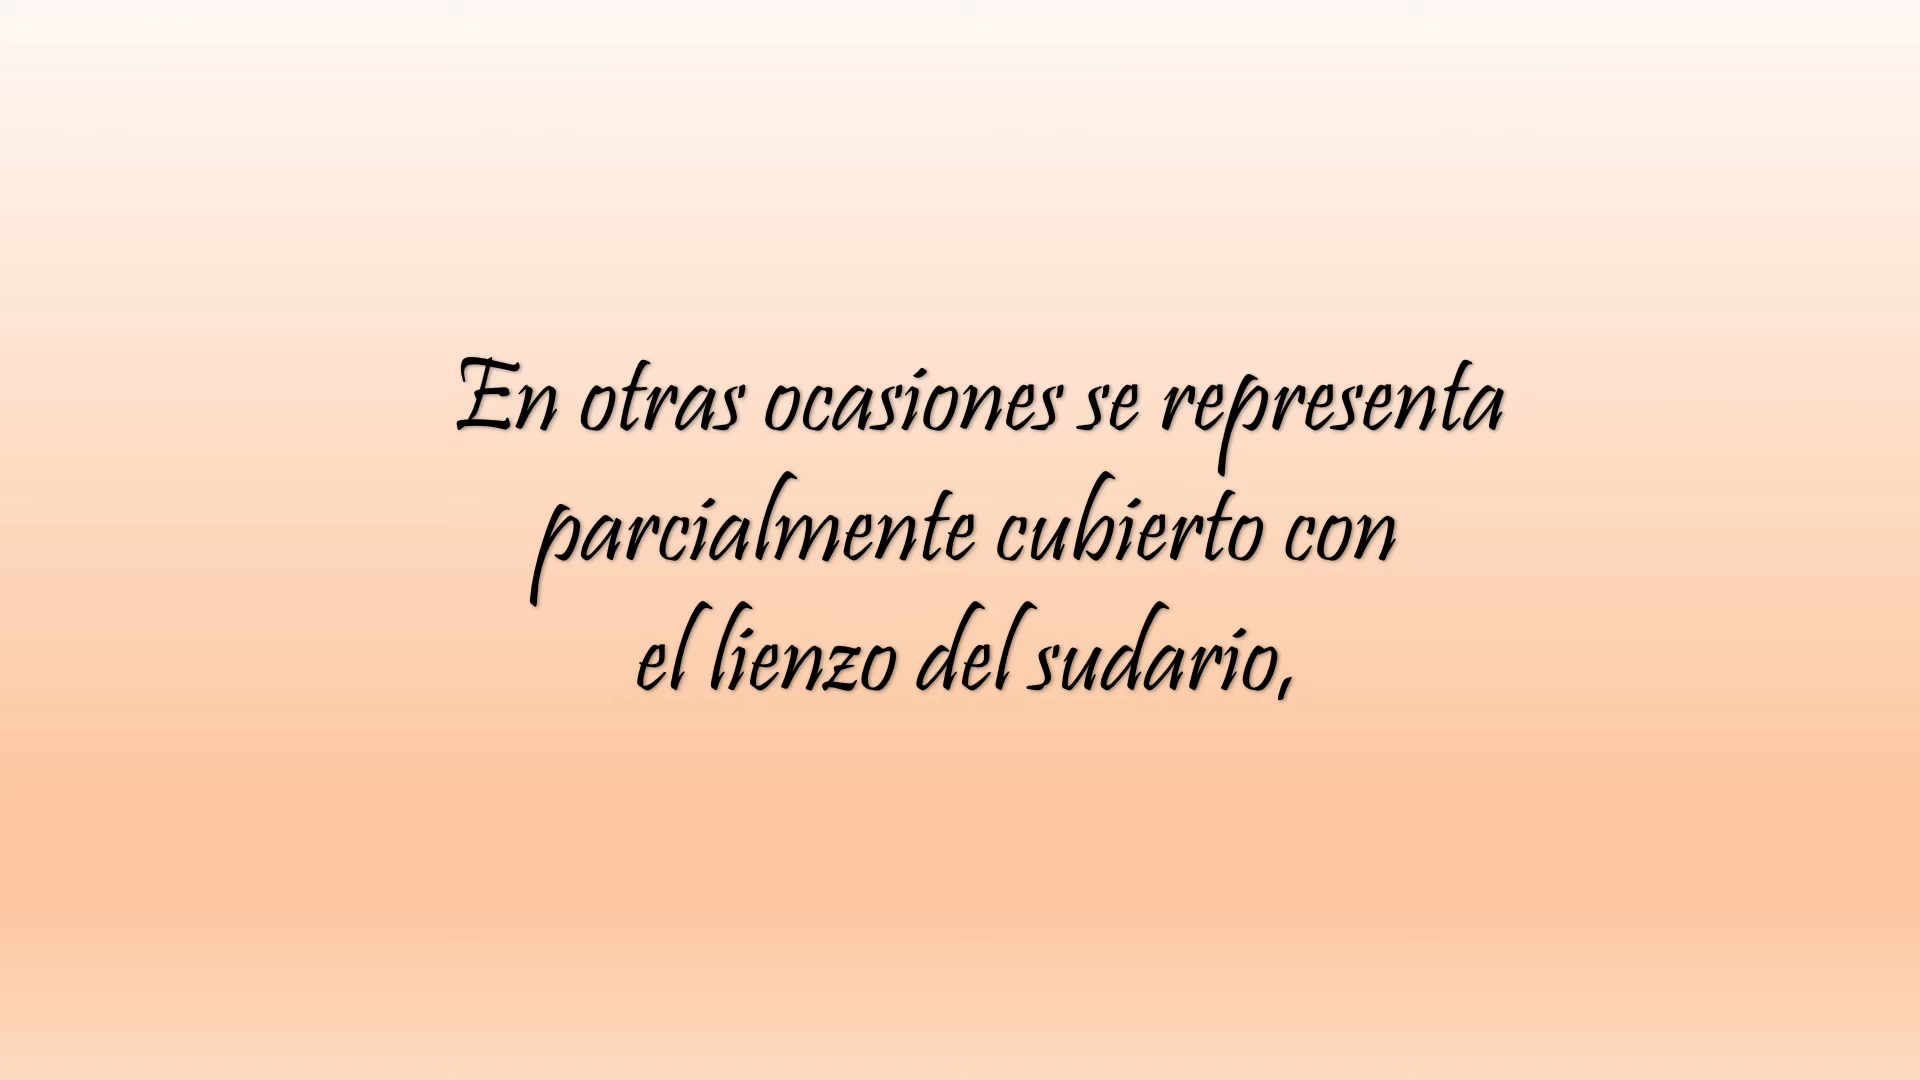 En otras ocasiones se representa
parcialmente cubierto con
el lienzo del sudario,